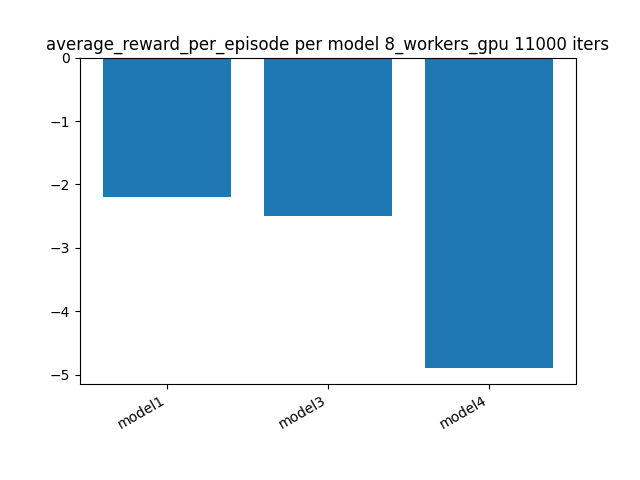 average_reward_per_episode per model 8_workers_gpu 11000 iters
0
−1
−2
−3
−4
−5
model1
model3
model4